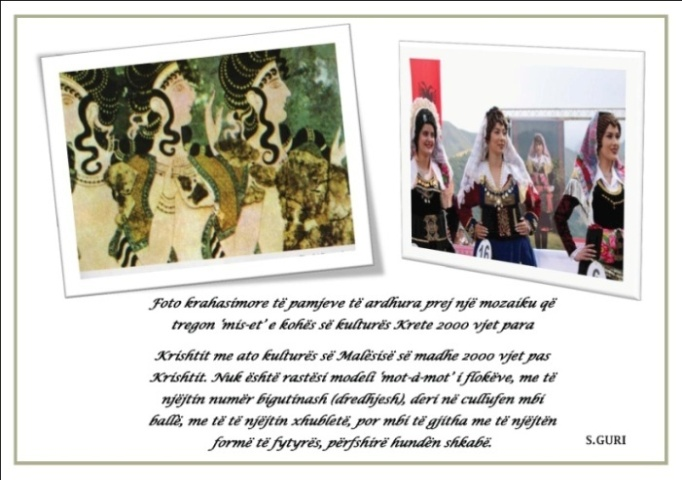 Foto krahasimore të pamjeve të ardhura prej një mozaiku që
tregon 'mis-et' e kohës së kulturës Krete 2000 vjet para
Krishtit me ato kulturës së Malësisë së madhe 2000 vjet pas
Krishtit. Nuk është rastësi modeli 'mot-à-mot' i flokëve, me të
njëjtin numër bigutinash (dredhjesh), deri në cullufen mbi
ballë, me të të njëjtin xhubletë, por mbi të gjitha me të njëjtën
formë të fytyrës, përfshirë hundën shkabë.
S.GURI
16